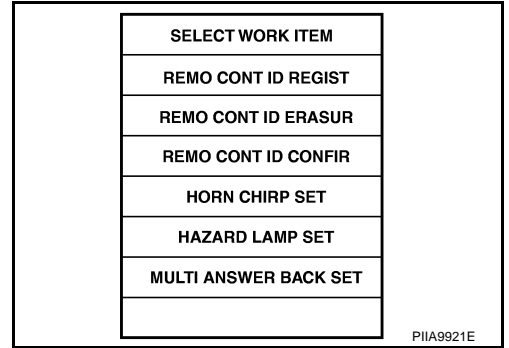 SELECT WORK ITEM
REMO CONT ID REGIST
REMO CONT ID ERASUR
REMO CONT ID CONFIR
HORN CHIRP SET
HAZARD LAMP SET
MULTI ANSWER BACK SET
PIIA9921E